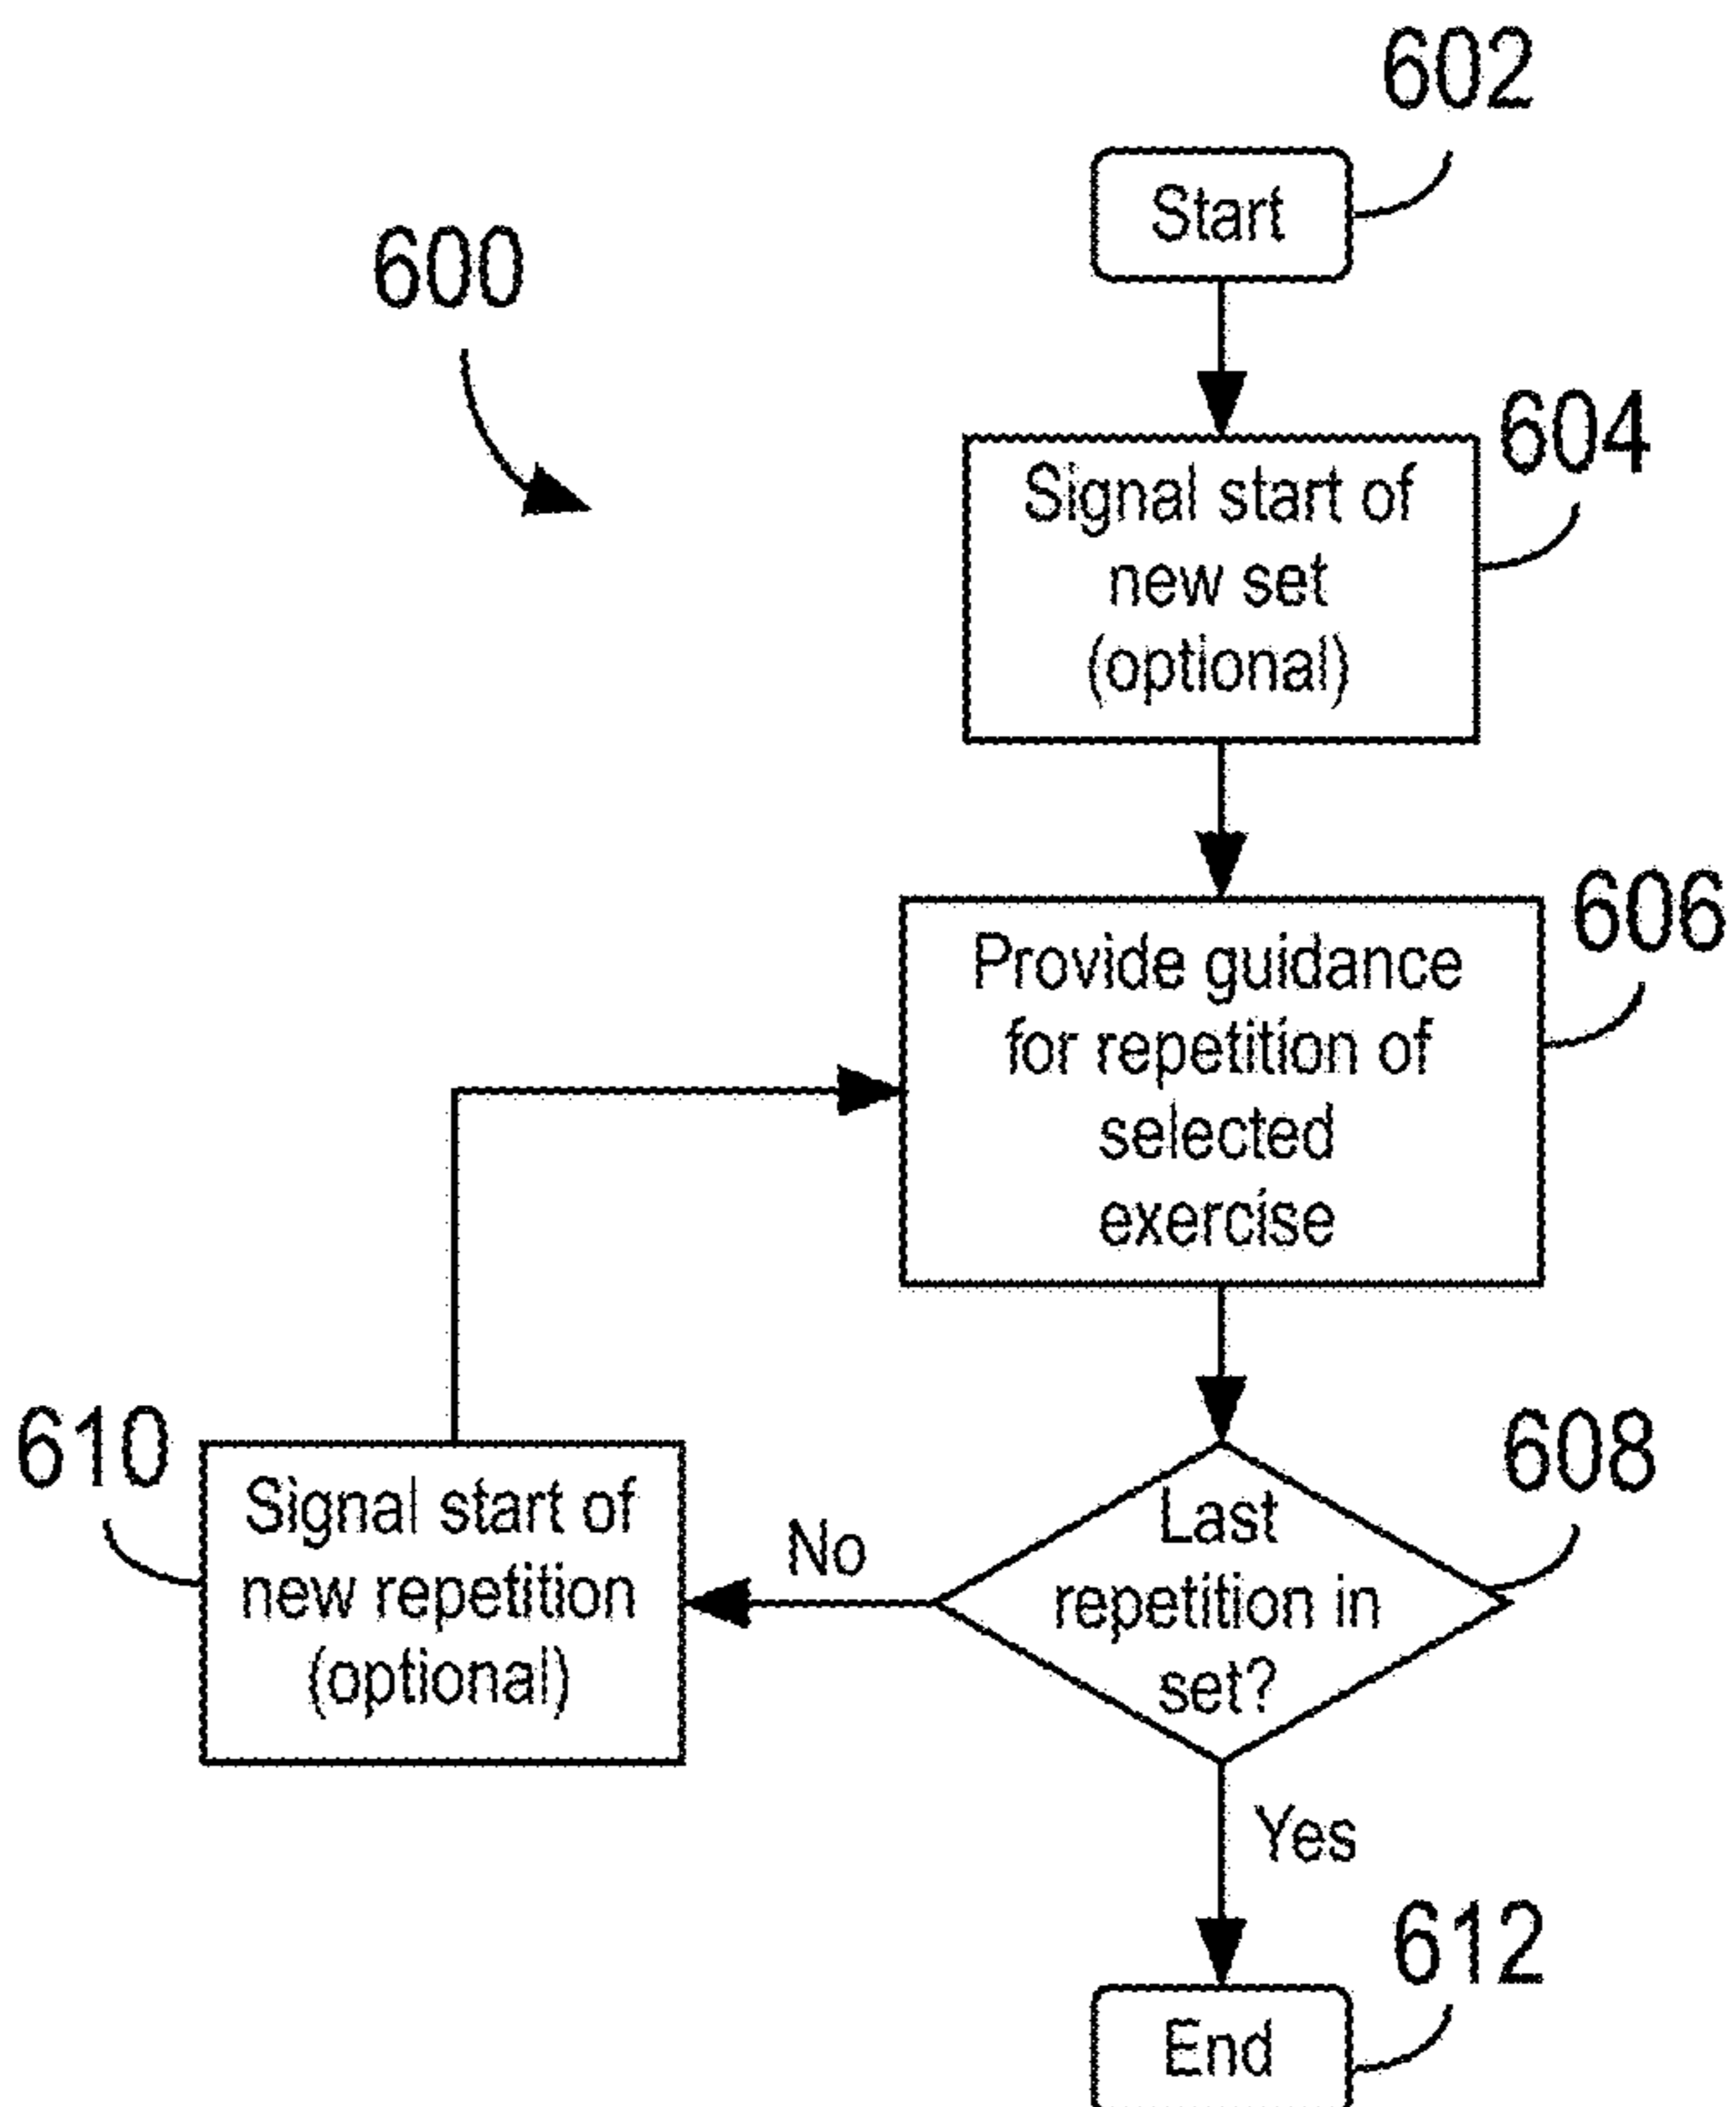 602
Start
600
604
Signal start of
new set
(optional)
606
Provide guidance
for repetition of
selected
exercise
610
Signal start of
new repetition
(optional)
No
608
Last
repetition in
set?
Yes
612
End